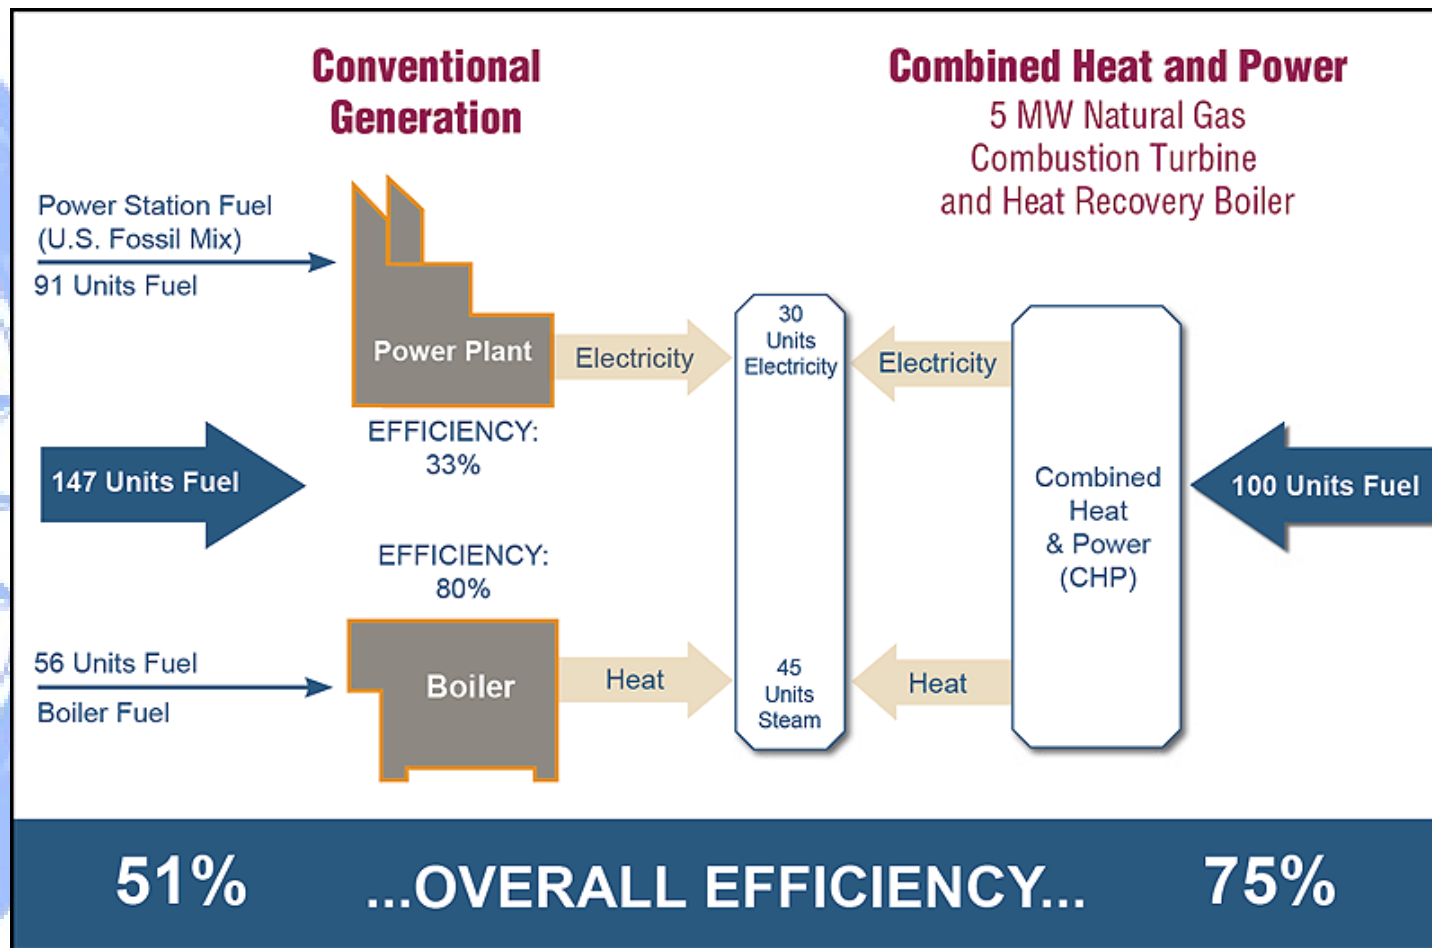 Conventional
Generation
Combined Heat and Power
5 MW Natural Gas
Combustion Turbine
and Heat Recovery Boiler
Power Station Fuel
(U.S. Fossil Mix)
91 Units Fuel
Power Plant
Electricity
30
Units
Electricity
Electricity
EFFICIENCY:
33%
147 Units Fuel
Combined
Heat
& Power
(CHP)
100 Units Fuel
EFFICIENCY:
80%
56 Units Fuel
Boiler Fuel
Boiler
Heat
45
Units
Steam
Heat
51%
...OVERALL EFFICIENCY...
75%